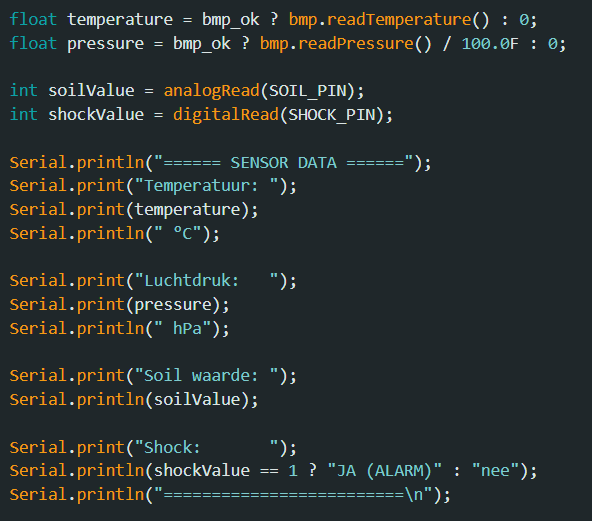 float temperature = bmp_ok ? bmp.readTemperature() : 0;
float pressure = bmp_ok ? bmp.readPressure() / 100.0F : 0;

int soilValue = analogRead(SOIL_PIN);
int shockValue = digitalRead(SHOCK_PIN);

Serial.println("====== SENSOR DATA ======");
Serial.print("Temperatuur: ");
Serial.print(temperature);
Serial.println(" °C");

Serial.print("Luchtdruk:   ");
Serial.print(pressure);
Serial.println(" hPa");

Serial.print("Soil waarde: ");
Serial.println(soilValue);

Serial.print("Shock:       ");
Serial.println(shockValue == 1 ? "JA (ALARM)" : "nee");
Serial.println("=========================\n");